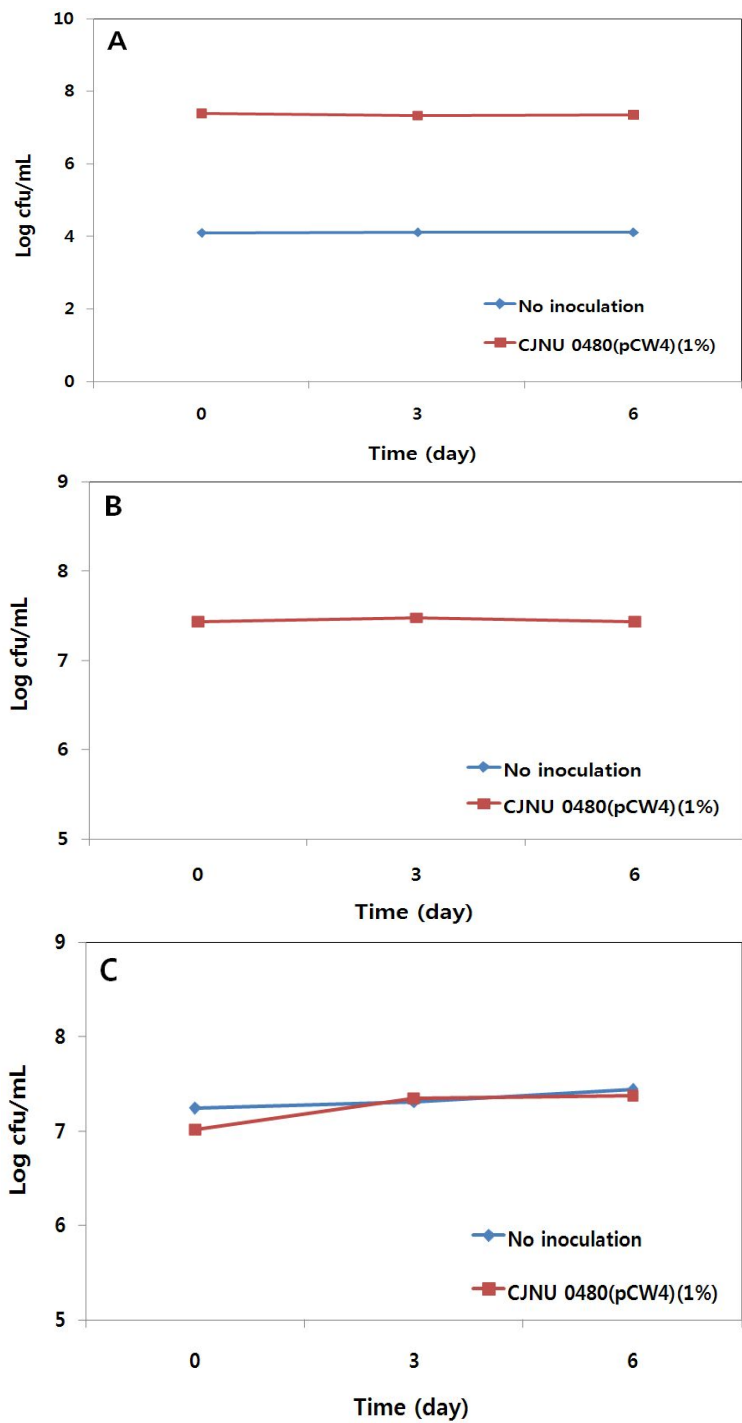 A
10
8
6
4
2
0
Log cfu/mL
No inoculation
CJNU 0480(pCW4)(1%)
0 3 6
Time (day)
B
9
8
7
6
5
Log cfu/mL
No inoculation
CJNU 0480(pCW4)(1%)
0 3 6
Time (day)
C
9
8
7
6
5
Log cfu/mL
No inoculation
CJNU 0480(pCW4)(1%)
0 3 6
Time (day)